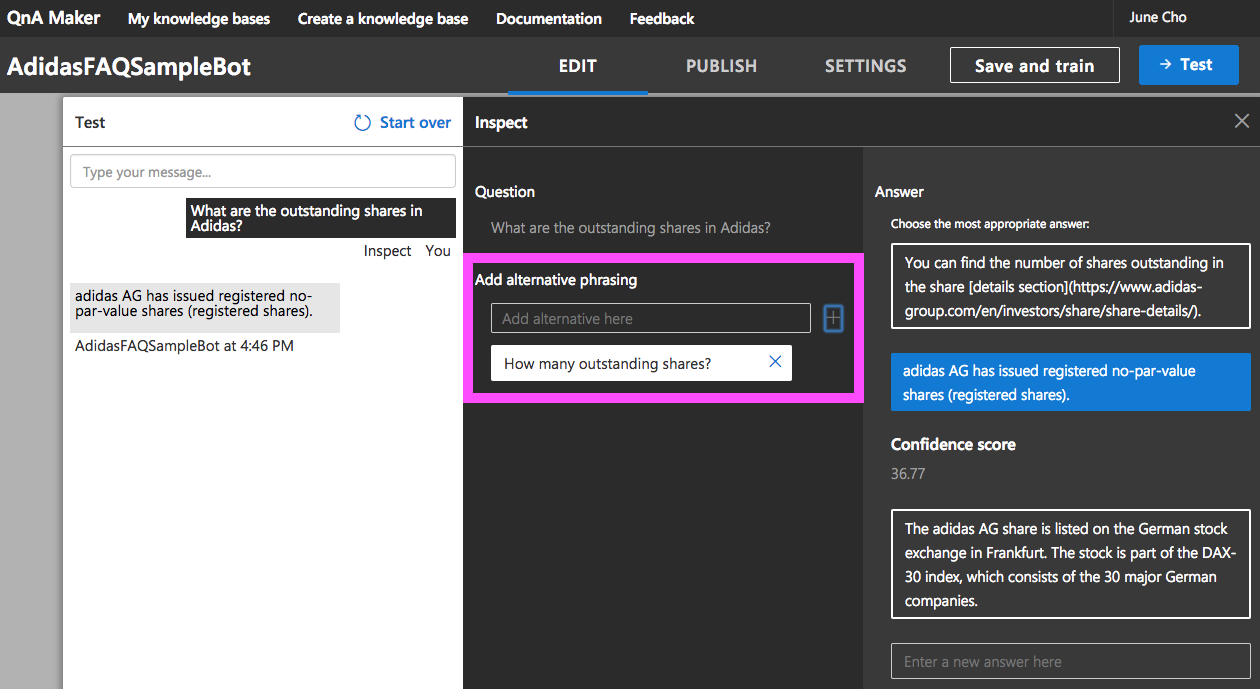 QnA Maker
My knowledge bases
Create a knowledge base
Documentation
Feedback
June Cho
AdidasFAQSampleBot
EDIT
PUBLISH
SETTINGS
Save and train
→ Test
Test
Start over
Type your message...
What are the outstanding shares in
Adidas?
Inspect
You
adidas AG has issued registered no-
par-value shares (registered shares).
AdidasFAQSampleBot at 4:46 PM
Inspect
Question
What are the outstanding shares in Adidas?
Add alternative phrasing
Add alternative here
How many outstanding shares?
Answer
Choose the most appropriate answer:
You can find the number of shares outstanding in
the share [details section](https://www.adidas-
group.com/en/investors/share/share-details/).
adidas AG has issued registered no-par-value
shares (registered shares).
Confidence score
36.77
The adidas AG share is listed on the German stock
exchange in Frankfurt. The stock is part of the DAX-
30 index, which consists of the 30 major German
companies.
Enter a new answer here